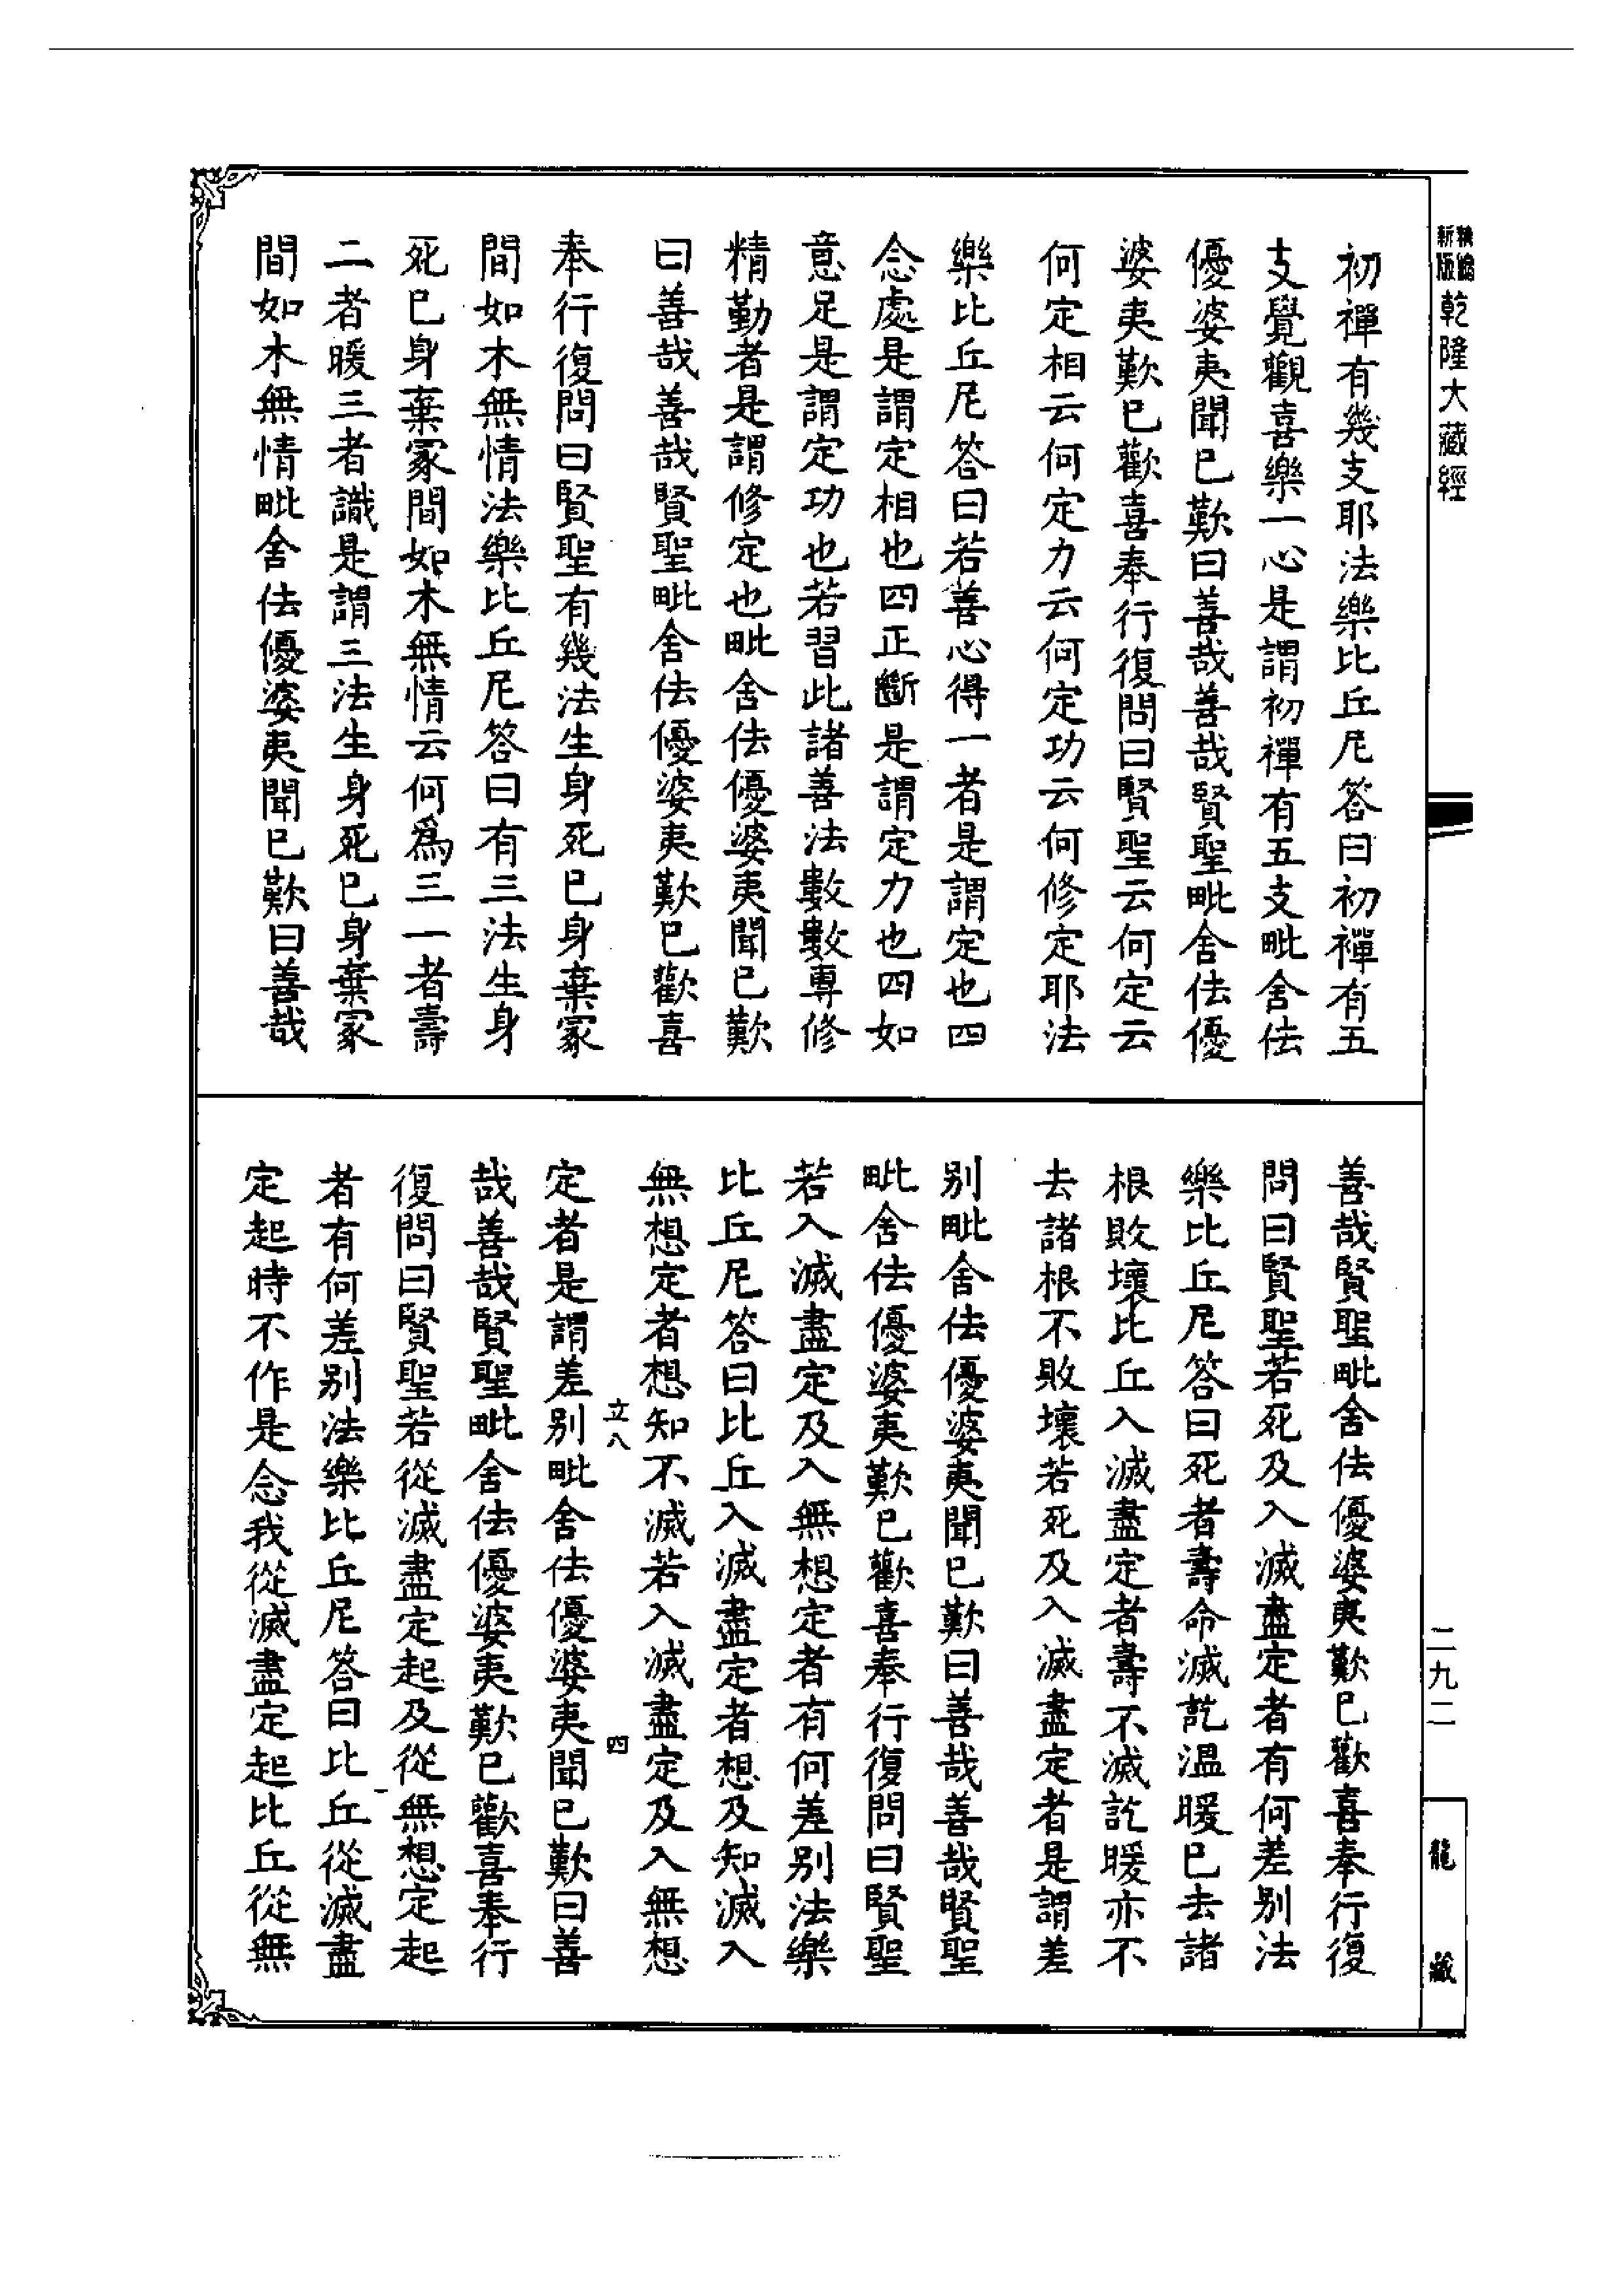 新版
精縮
乾隆大藏經
初禪有幾支耶法樂比丘尼答曰初禪有五
支覺觀喜樂一心是謂初禪有五支毗舍佉
優婆夷聞已歎曰善哉善哉賢聖毗舍佉優
婆夷歎已歡喜奉行復問曰賢聖云何定云
何定相云何定力云何定功云何修定耶法
樂比丘尼答曰若善心得一者是謂定也四
念處是謂定相也四正斷是謂定力也四如
意足是謂定功也若習此諸善法數數專修
精勤者是謂修定也毗舍佉優婆夷聞已歎
曰善哉善哉賢聖毗舍佉優婆夷歎已歡喜
奉行復問曰賢聖有幾法生身死已身棄冢
間如木無情法樂比丘尼答曰有三法生身
死已身棄冢間如木無情云何爲三一者壽
二者暖三者識是謂三法生身死已身棄冢
間如木無情毗舍佉優婆夷聞已歎曰善哉
善哉賢聖毗舍佉優婆夷歎已歡喜奉行復
問曰賢聖若死及入滅盡定者有何差别法
樂比丘尼答曰死者壽命滅訖温暖已去諸
根敗壞比丘入滅盡定者壽不滅訖暖亦不
去諸根不敗壞若死及入滅盡定者是謂差
别毗舍佉優婆夷聞已歎曰善哉善哉賢聖
毗舍佉優婆夷歎已歡喜奉行復問曰賢聖
若入滅盡定及入無想定者有何差别法樂
比丘尼答曰比丘入滅盡定者想及知滅入
無想定者想知不滅若入滅盡定及入無想
立八 四
定者是謂差别毗舍佉優婆夷聞已歎曰善
哉善哉賢聖毗舍佉優婆夷歎已歡喜奉行
復問曰賢聖若從滅盡定起及從無想定起
者有何差别法樂比丘尼答曰比丘從滅盡
定起時不作是念我從滅盡定起比丘從無
二九二
龍藏